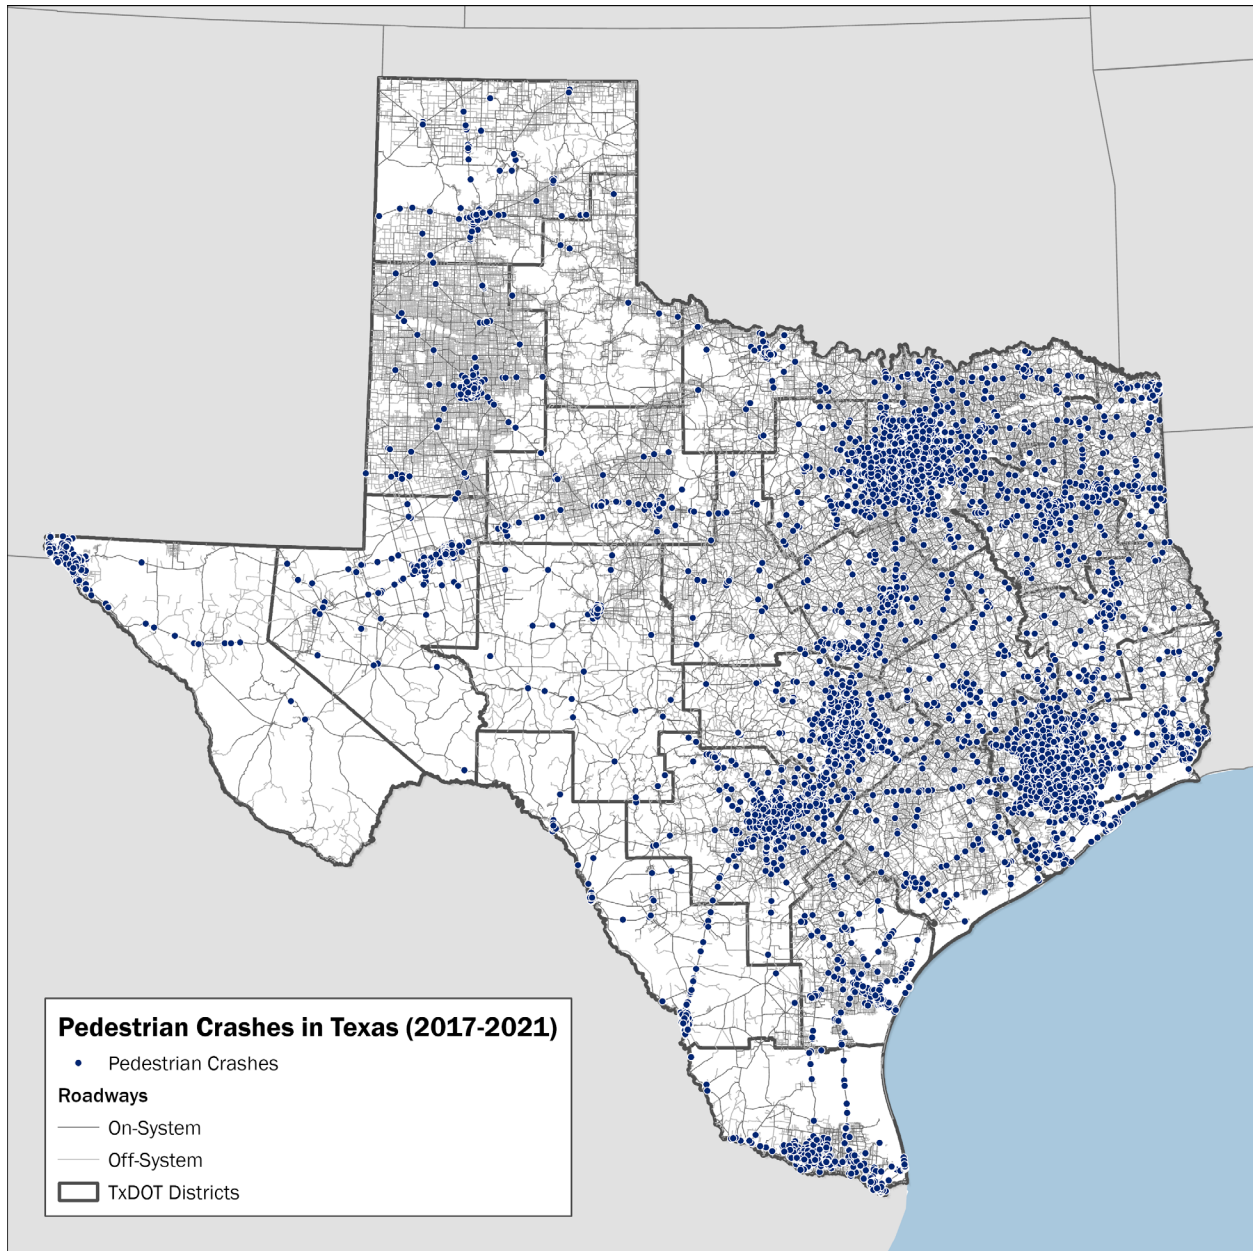 Pedestrian Crashes in Texas (2017-2021)
Pedestrian Crashes
Roadways
On-System
Off-System
TxDOT Districts